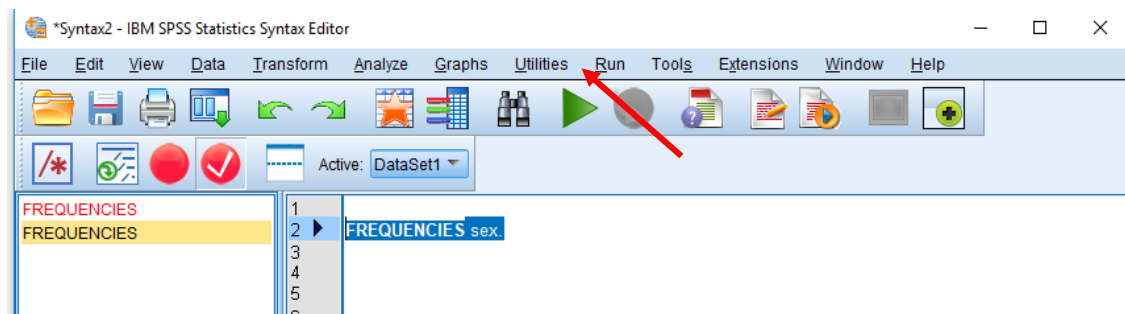 *Syntax2 - IBM SPSS Statistics Syntax Editor
File Edit View Data Transform Analyze Graphs Utilities Run Tools Extensions Window Help
/*
Active: DataSet1
FREQUENCIES
FREQUENCIES
1
2 FREQUENCIES sex.
3
4
5